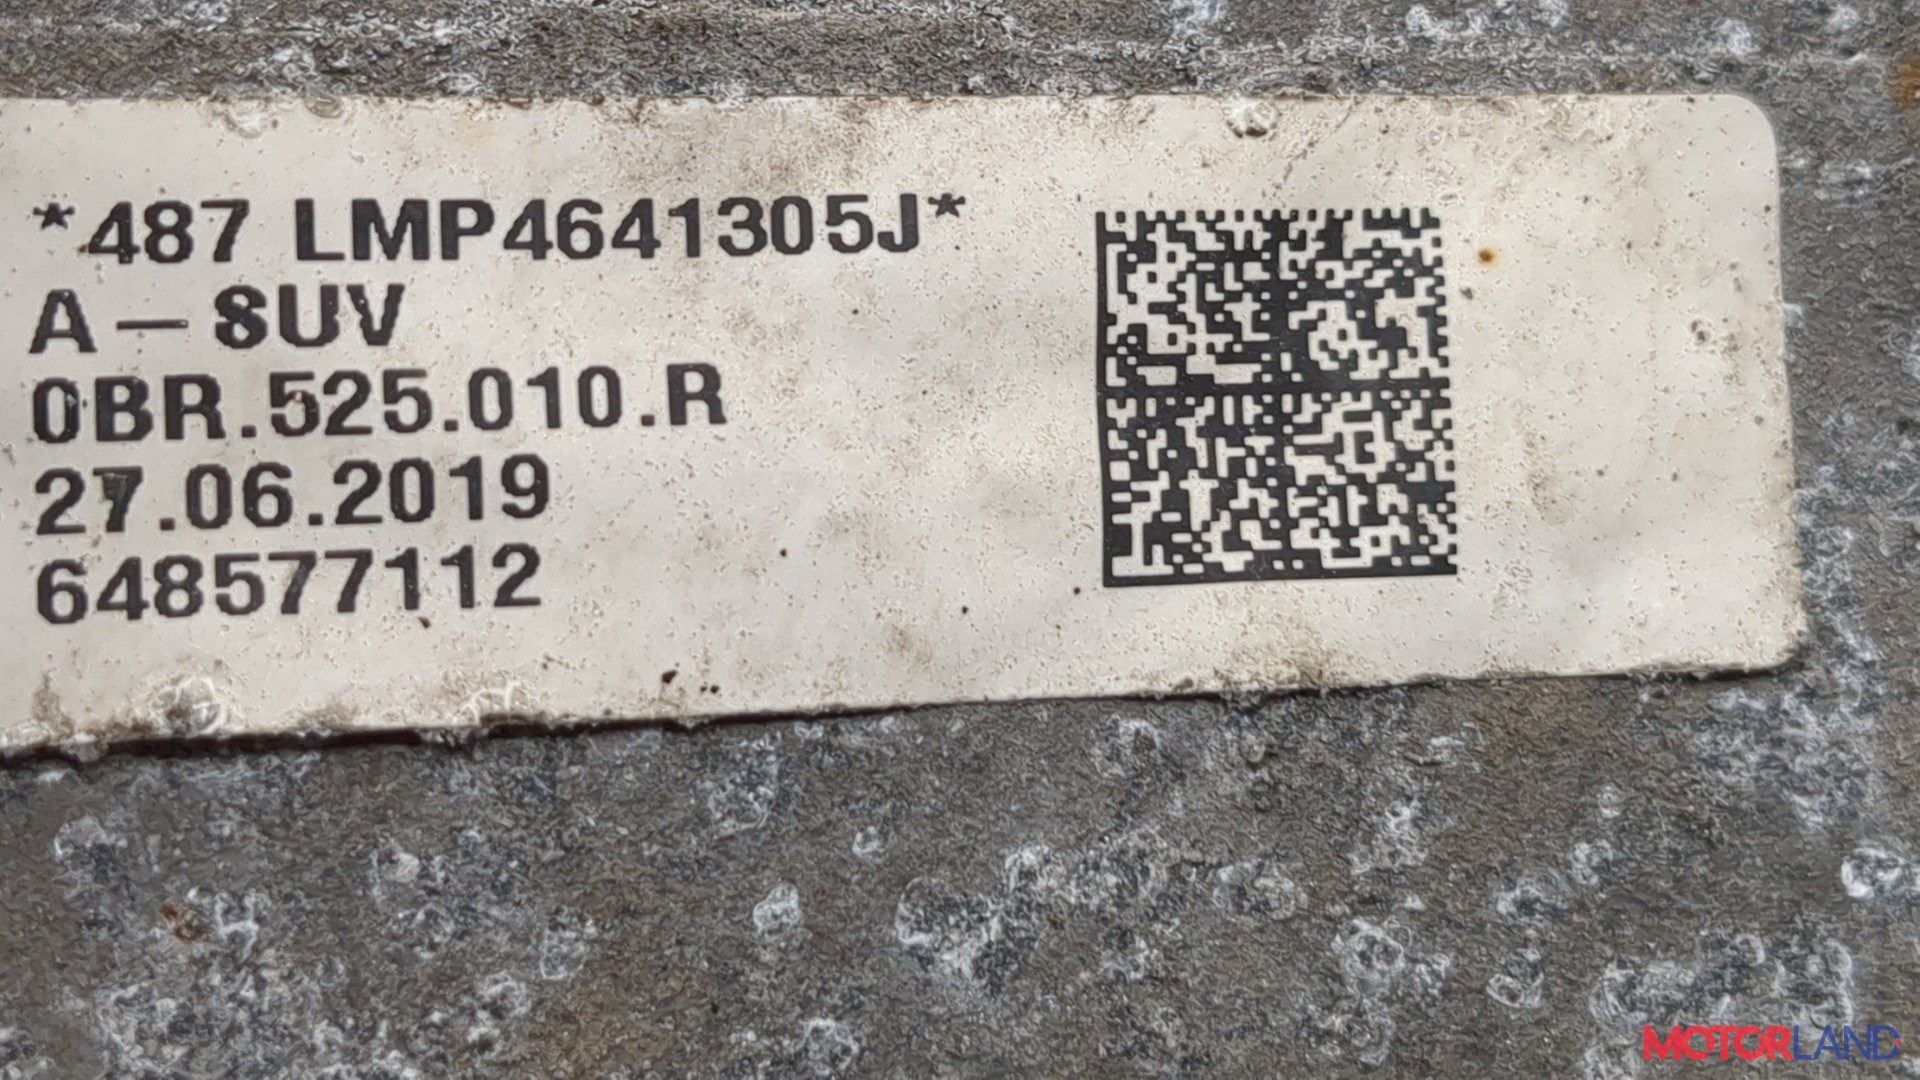 *487 LMP4641305J*
A – 8UV
0BR.525.010.R
27.06.2019
648577112
MOTORLAND